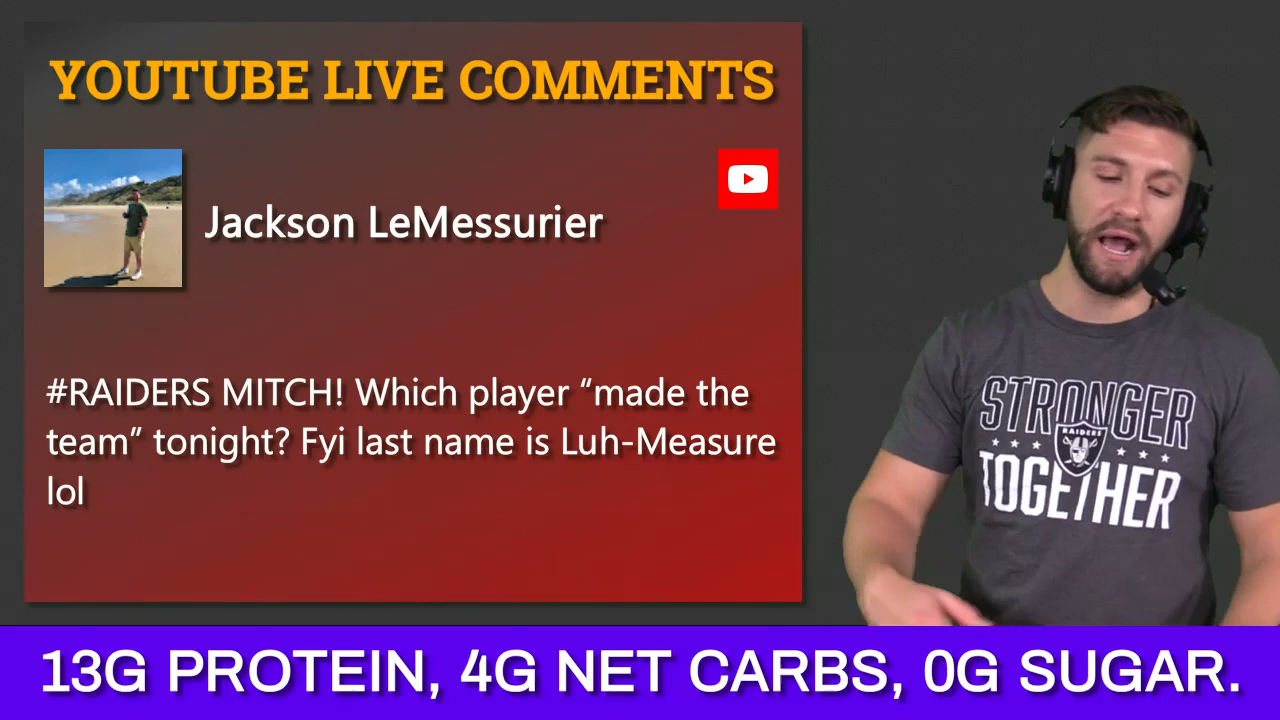 YOUTUBE LIVE COMMENTS
Jackson LeMessurier
#RAIDERS MITCH! Which player “made the
team” tonight? Fyi last name is Luh-Measure
lol
STRONGER
RAIDERS
TOGETHER
13G PROTEIN, 4G NET CARBS, 0G SUGAR.